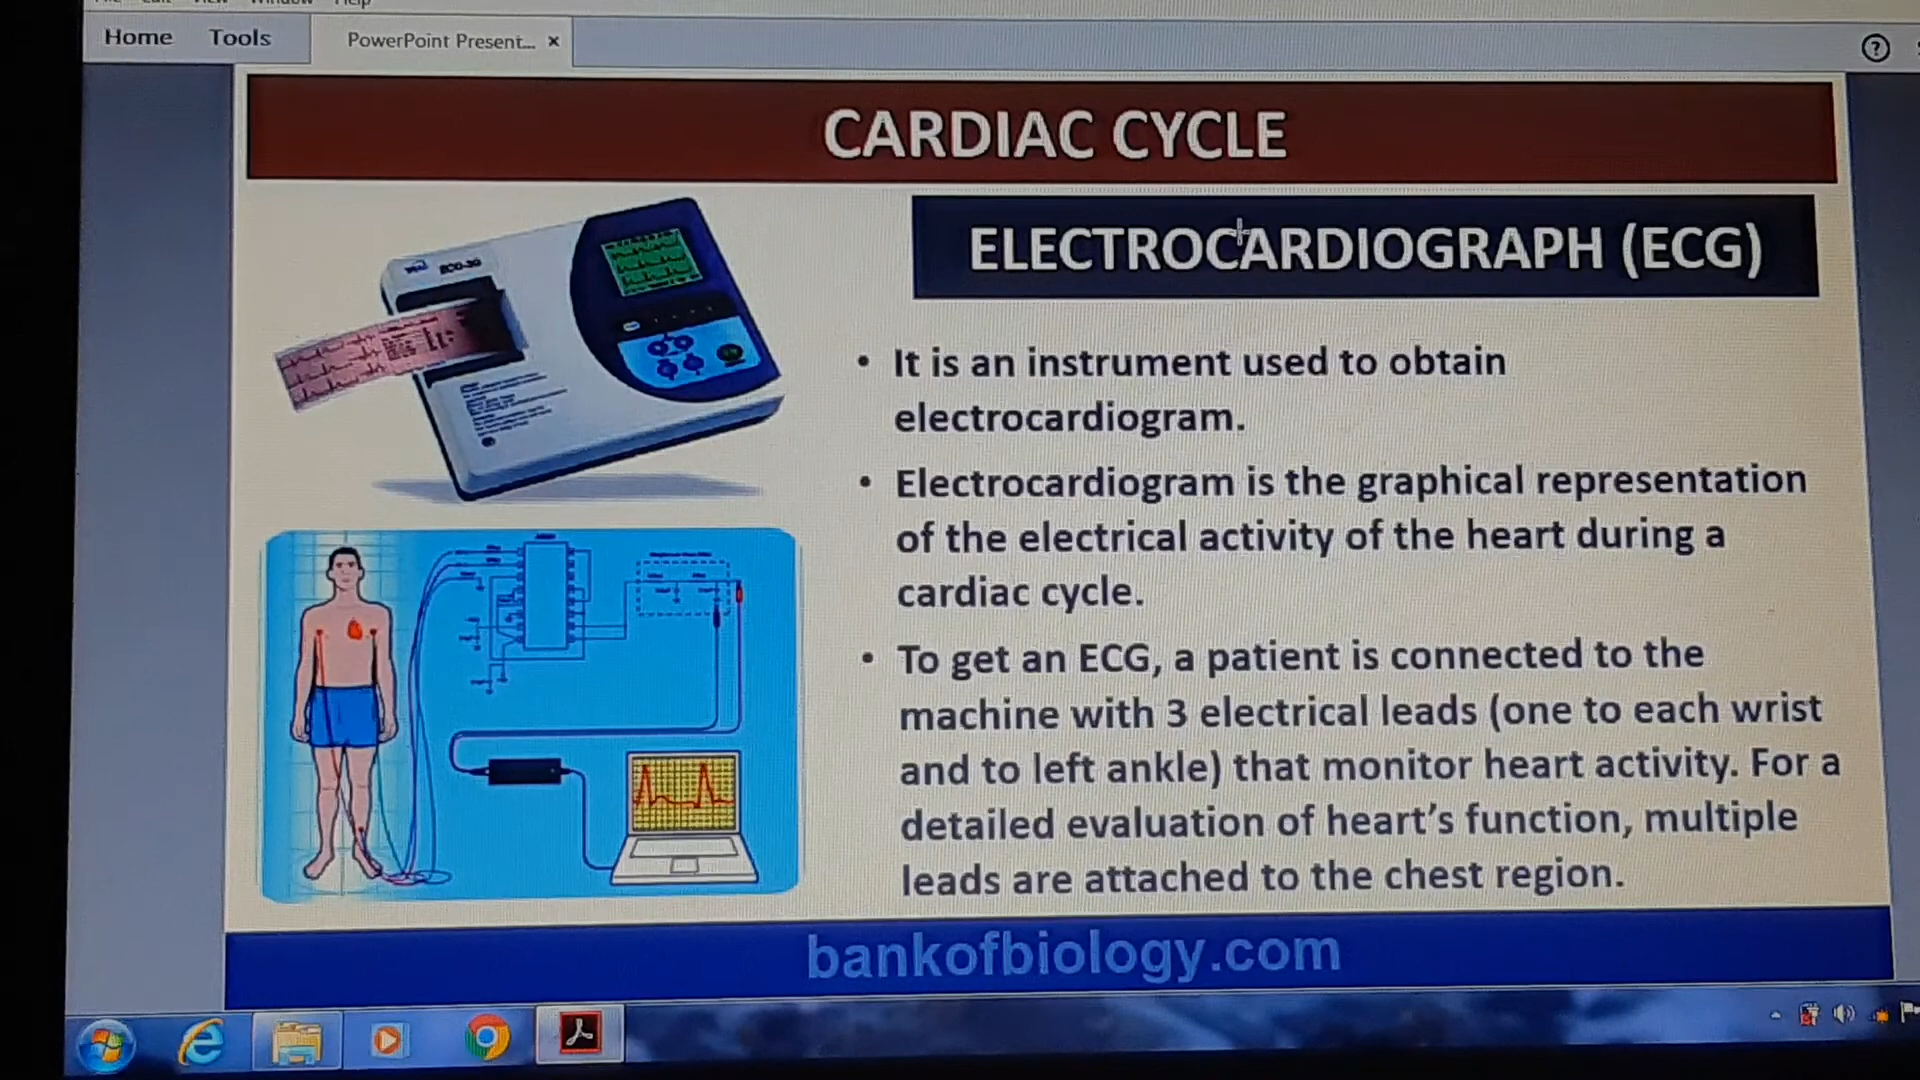 Home Tools PowerPoint Present... ×
CARDIAC CYCLE
ECG-3G
ELECTROCARDIOGRAPH (ECG)
• It is an instrument used to obtain
electrocardiogram.
• Electrocardiogram is the graphical representation
of the electrical activity of the heart during a
cardiac cycle.
• To get an ECG, a patient is connected to the
machine with 3 electrical leads (one to each wrist
and to left ankle) that monitor heart activity. For a
detailed evaluation of heart's function, multiple
leads are attached to the chest region.
bankofbiology.com